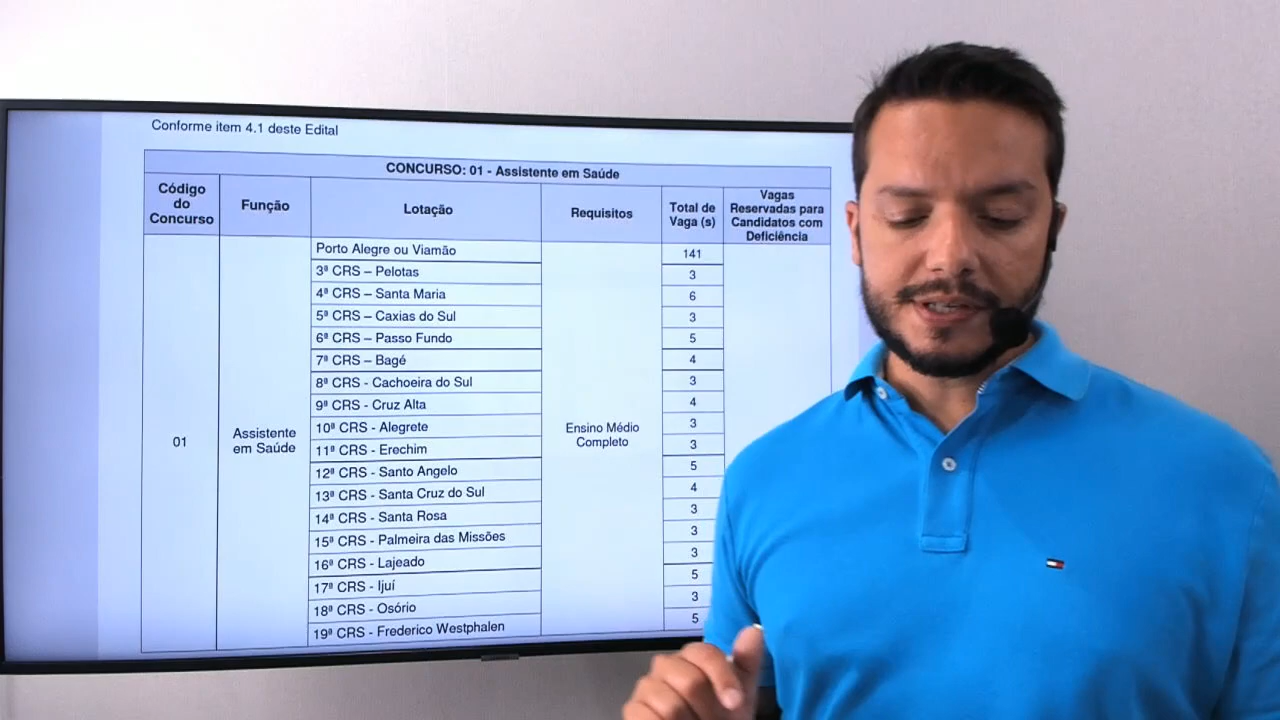 Conforme item 4.1 deste Edital
CONCURSO: 01 - Assistente em Saúde
Código do Concurso
Função
Lotação
Requisitos
Total de Vaga (s)
Vagas Reservadas para Candidatos com Deficiência
01
Assistente em Saúde
Ensino Médio Completo
Porto Alegre ou Viamão 141
3ª CRS – Pelotas 3
4ª CRS – Santa Maria 6
5ª CRS – Caxias do Sul 3
6ª CRS – Passo Fundo 5
7ª CRS – Bagé 4
8ª CRS - Cachoeira do Sul 3
9ª CRS - Cruz Alta 4
10ª CRS - Alegrete 3
11ª CRS - Erechim 3
12ª CRS - Santo Angelo 5
13ª CRS - Santa Cruz do Sul 4
14ª CRS - Santa Rosa 3
15ª CRS - Palmeira das Missões 3
16ª CRS - Lajeado 3
17ª CRS - Ijuí 5
18ª CRS - Osório 3
19ª CRS - Frederico Westphalen 5